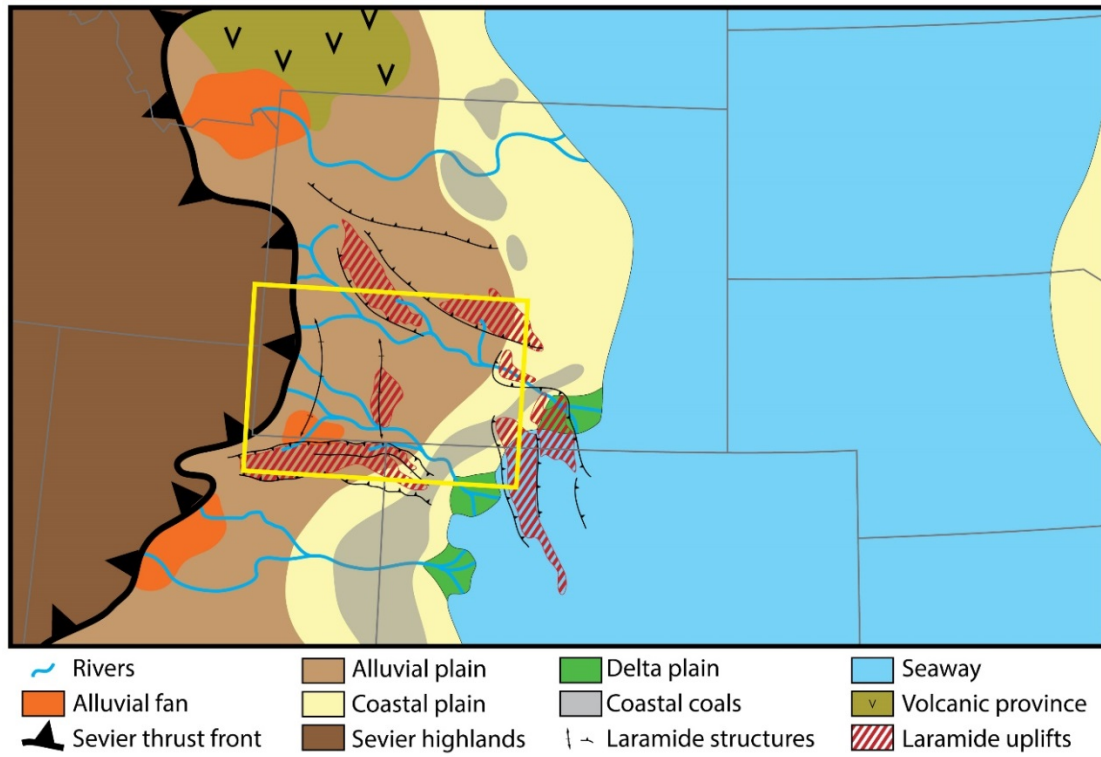 Rivers Alluvial plain Delta plain Seaway
Alluvial fan Coastal plain Coastal coals Volcanic province
Sevier thrust front Sevier highlands Laramide structures Laramide uplifts